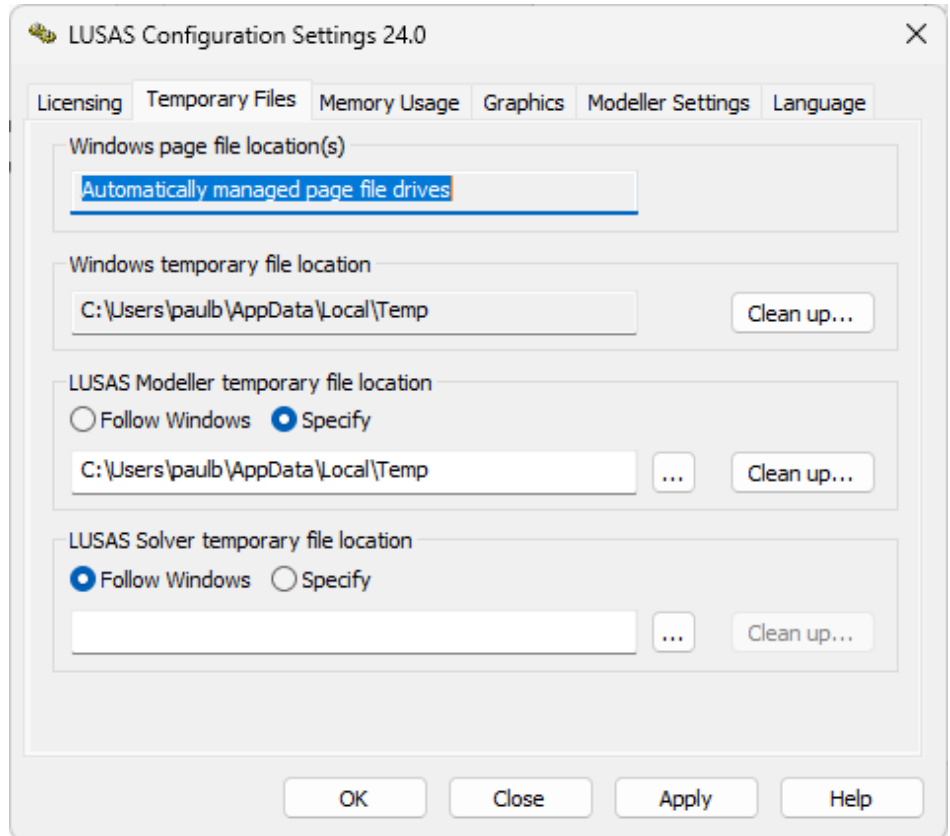 LUSAS Configuration Settings 24.0
Licensing Temporary Files Memory Usage Graphics Modeller Settings Language
Windows page file location(s)
Automatically managed page file drives
Windows temporary file location
C:\Users\paulb\AppData\Local\Temp
Clean up...
LUSAS Modeller temporary file location
Follow Windows Specify
C:\Users\paulb\AppData\Local\Temp
... Clean up...
LUSAS Solver temporary file location
Follow Windows Specify
... Clean up...
OK Close Apply Help